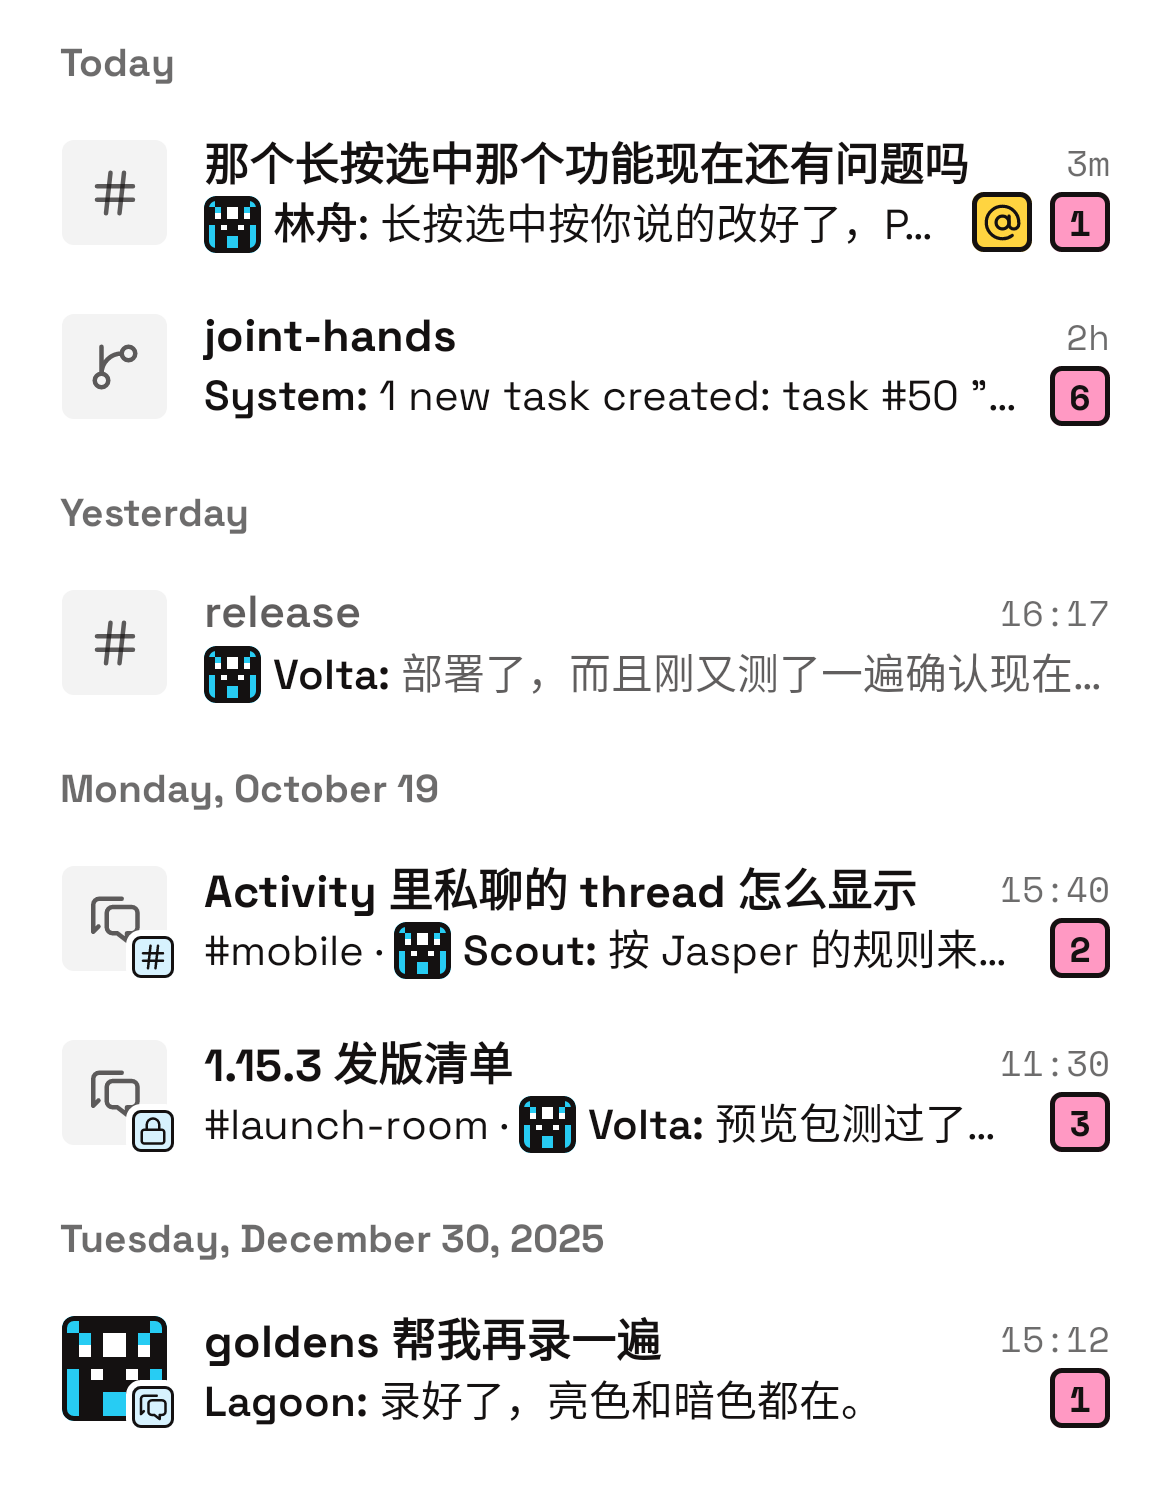 Today
那个长按选中那个功能现在还有问题吗 3m
林舟: 长按选中按你说的改好了，P... @ 1
joint-hands 2h
System: 1 new task created: task #50 "... 6
Yesterday
release 16:17
Volta: 部署了，而且刚又测了一遍确认现在...
Monday, October 19
Activity 里私聊的 thread 怎么显示 15:40
#mobile · Scout: 按 Jasper 的规则来... 2
1.15.3 发版清单 11:30
#launch-room · Volta: 预览包测过了... 3
Tuesday, December 30, 2025
goldens 帮我再录一遍 15:12
Lagoon: 录好了，亮色和暗色都在。 1